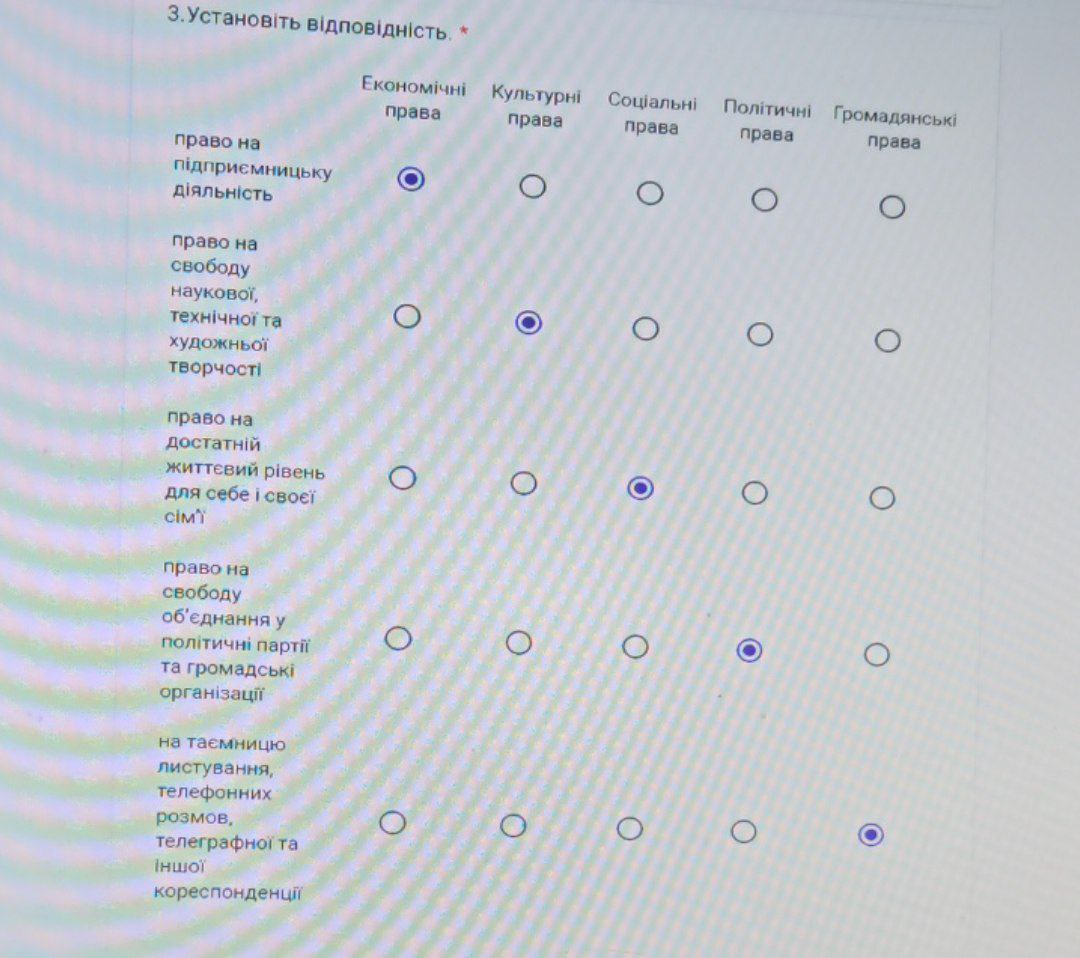 3.Установіть відповідність. *
Економічні права
Культурні права
Соціальні права
Політичні права
Громадянські права
право на
підприємницьку
діяльність
право на
свободу
наукової,
технічної та
художньої
творчості
право на
достатній
життєвий рівень
для себе і своєї
сім'ї
право на
свободу
об'єднання у
політичні партії
та громадські
організації
на таємницю
листування,
телефонних
розмов,
телеграфної та
іншої
кореспонденції